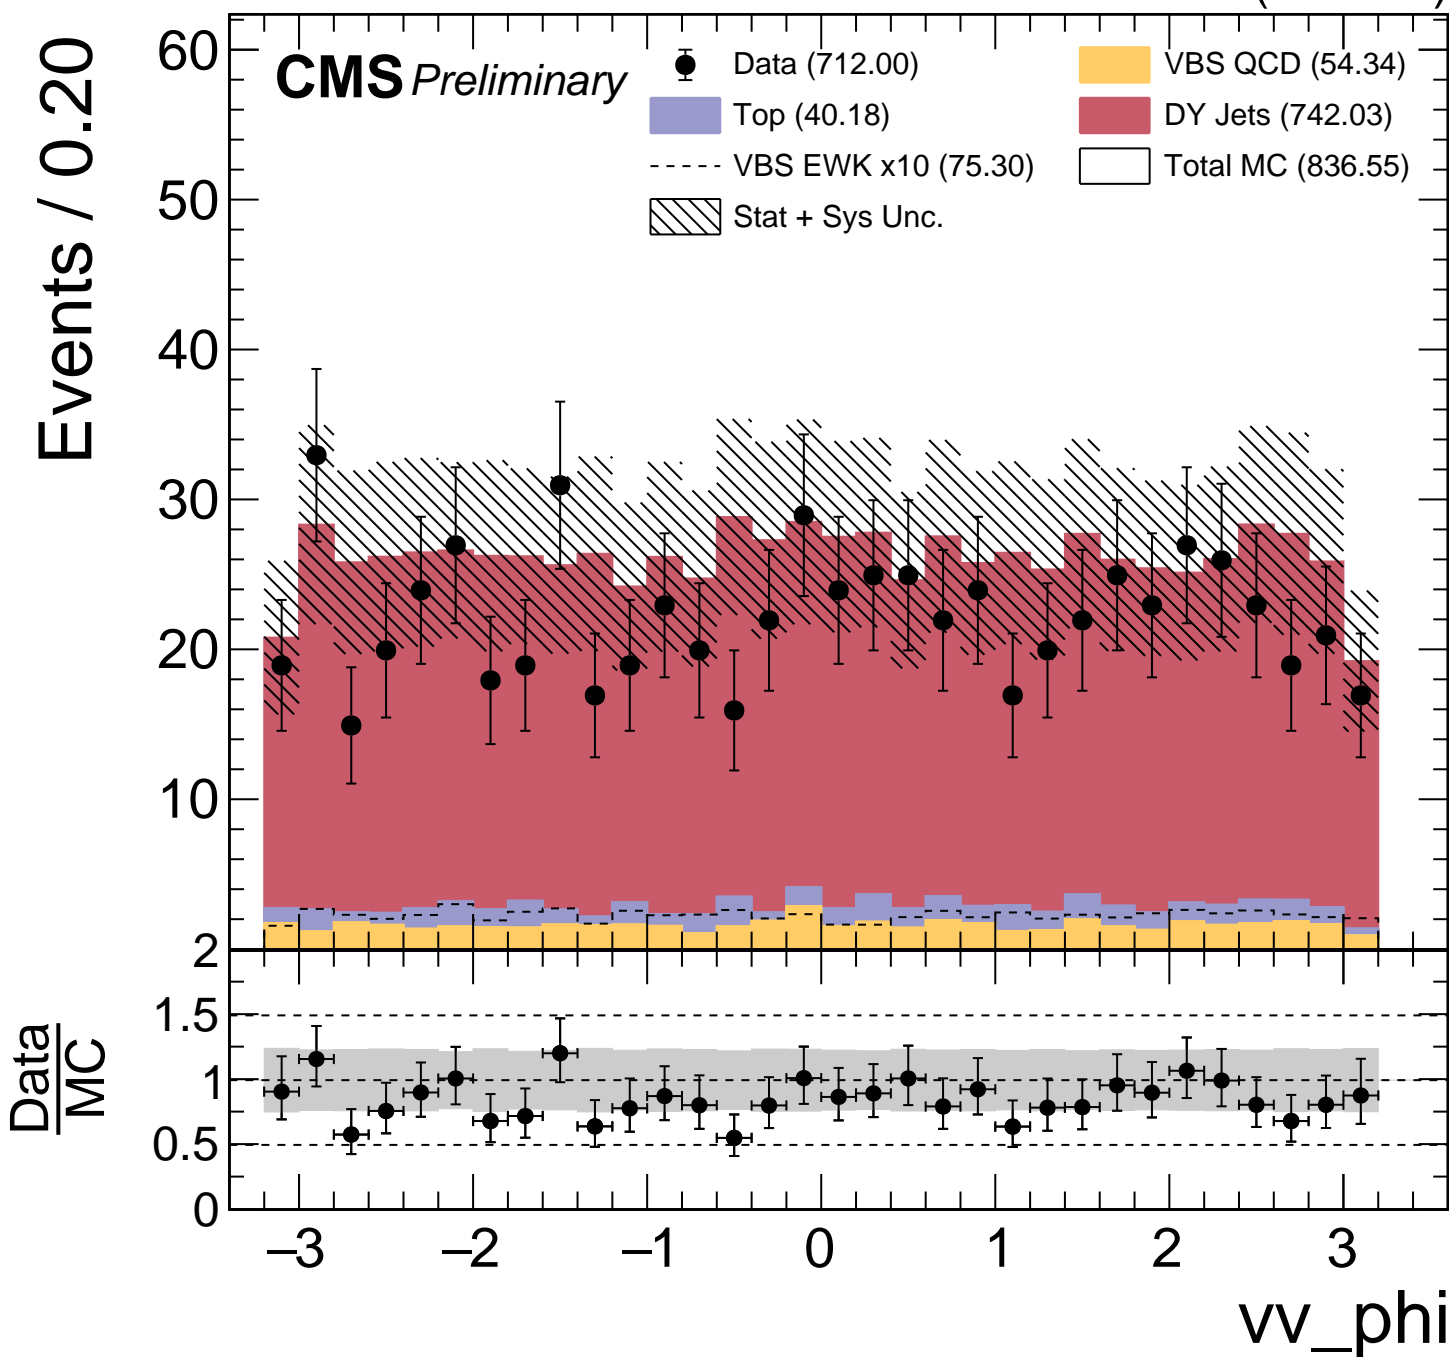 CMS Preliminary
Data (712.00)
VBS QCD (54.34)
Top (40.18)
DY Jets (742.03)
VBS EWK x10 (75.30)
Total MC (836.55)
Stat + Sys Unc.
Events / 0.20
60
50
40
30
20
10
2
1.5
1
0.5
0
Data
MC
–3 –2 –1 0 1 2 3
vv_phi